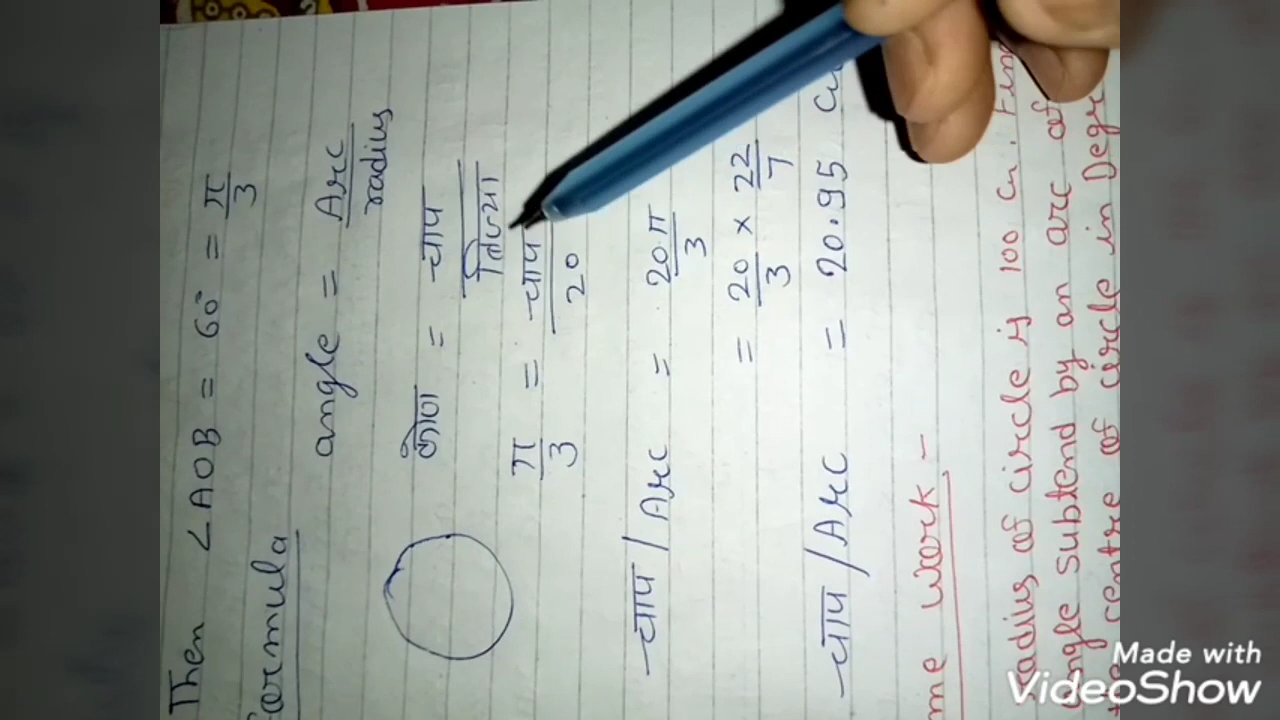 Then ∠AOB = 60° = π/3
Formula
angle = Arc/radius
कोण = चाप/त्रिज्या
π/3 = चाप/20
चाप/Arc = 20π/3
= 20/3 × 22/7
चाप/Arc = 20.95
work -
radius of circle is 100 cm. Find
angle subtend by an arc of
the centre of circle in
Made with
VideoShow